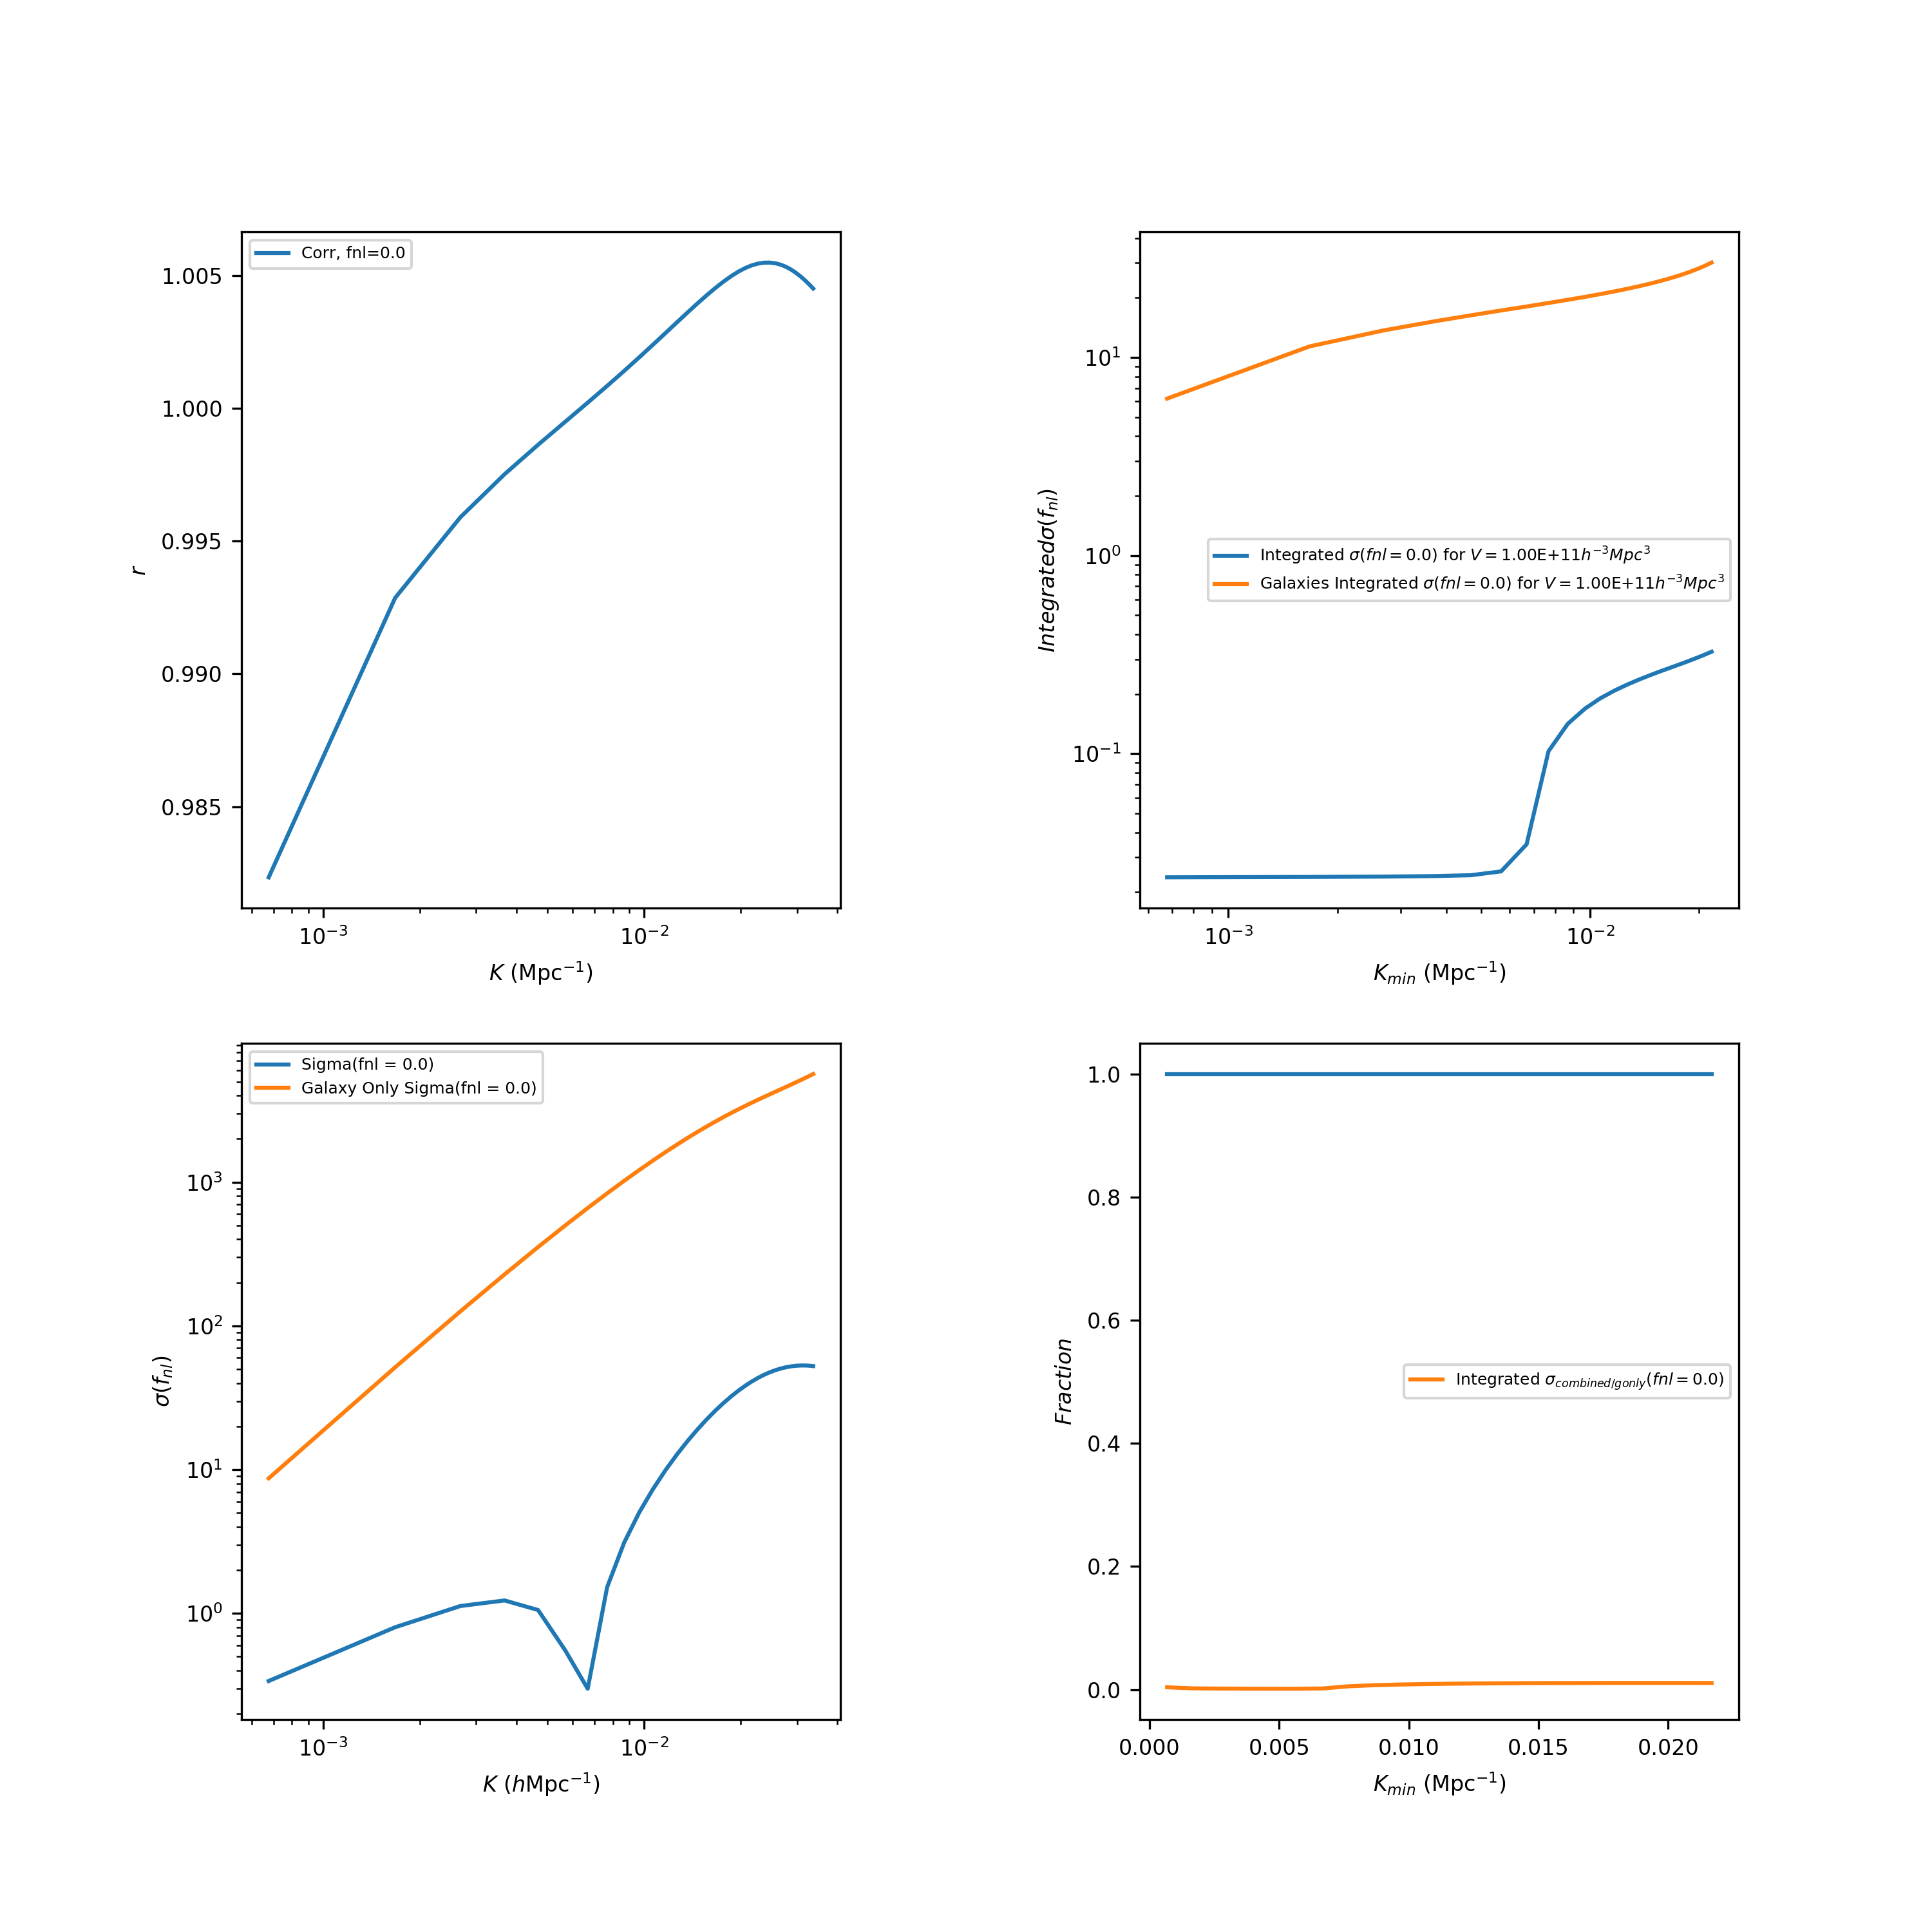 Corr, fnl=0.0
1.005
1.000
0.995
0.990
0.985
r
10⁻³
10⁻²
K (Mpc⁻¹)
10¹
10⁰
10⁻¹
Integratedσ(fₙₗ)
Integrated σ(fnl = 0.0) for V = 1.00E+11h⁻³Mpc³
Galaxies Integrated σ(fnl = 0.0) for V = 1.00E+11h⁻³Mpc³
10⁻³
10⁻²
K_min (Mpc⁻¹)
Sigma(fnl = 0.0)
Galaxy Only Sigma(fnl = 0.0)
10³
10²
10¹
10⁰
σ(fₙₗ)
10⁻³
10⁻²
K (hMpc⁻¹)
1.0
0.8
0.6
0.4
0.2
0.0
Fraction
Integrated σ_combined/gonly(fnl = 0.0)
0.000
0.005
0.010
0.015
0.020
K_min (Mpc⁻¹)